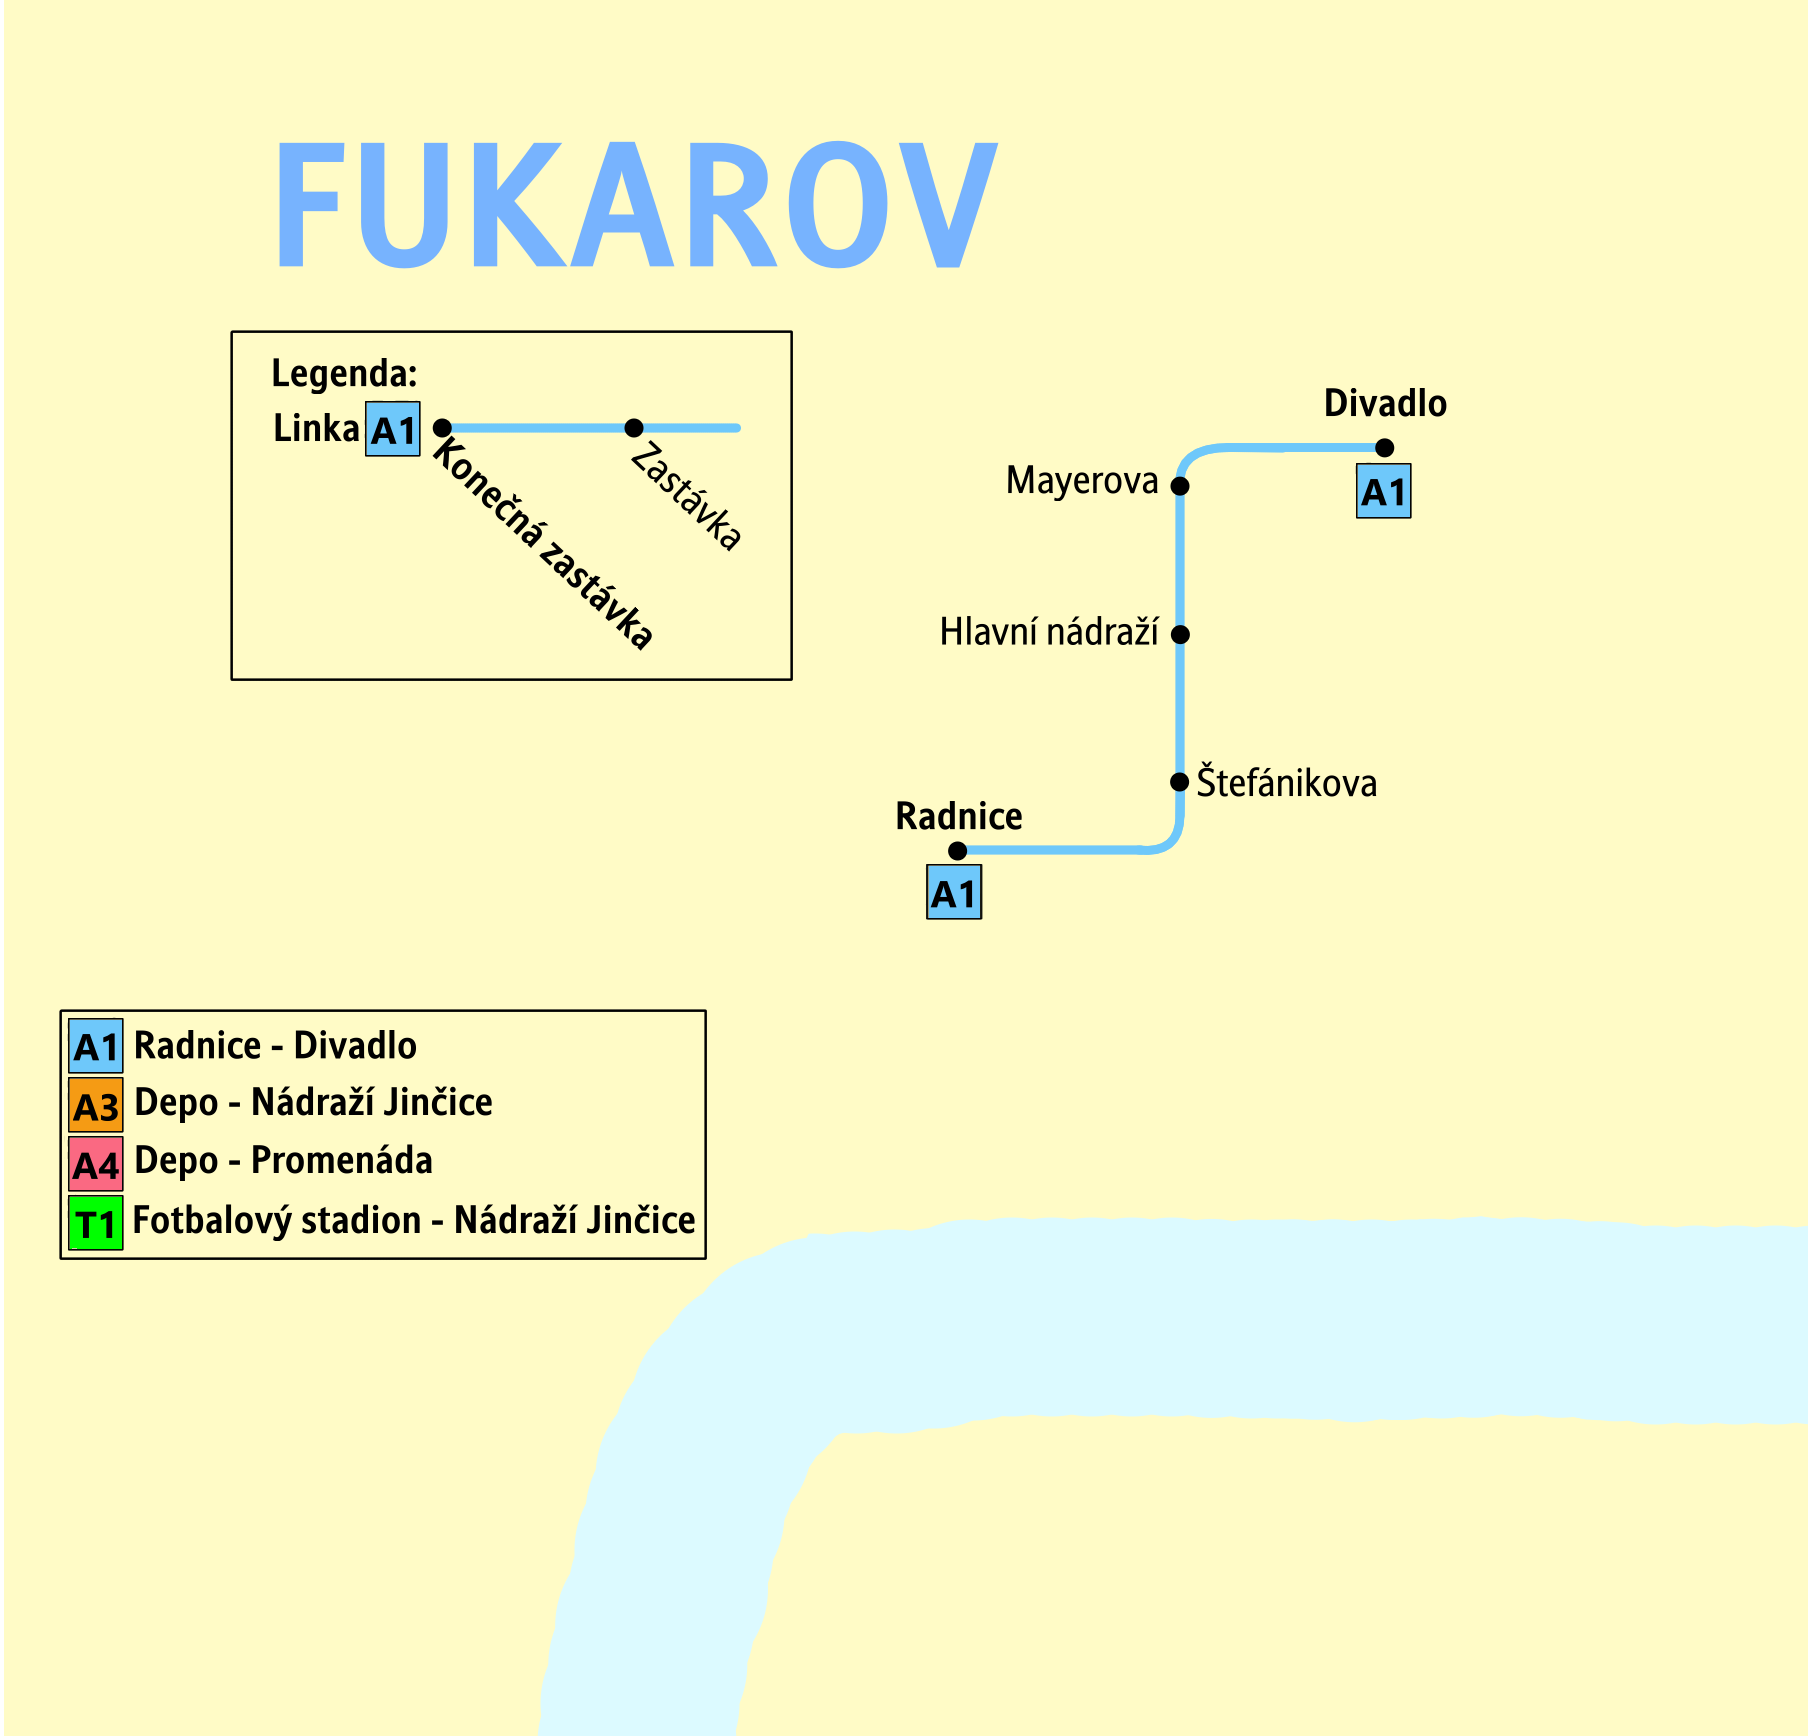 FUKAROV
Legenda:
Linka A1
Konečná zastávka
Zastávka
Divadlo
A1
Mayerova
Hlavní nádraží
Štefánikova
Radnice
A1
A1 Radnice - Divadlo
A3 Depo - Nádraží Jinčice
A4 Depo - Promenáda
T1 Fotbalový stadion - Nádraží Jinčice